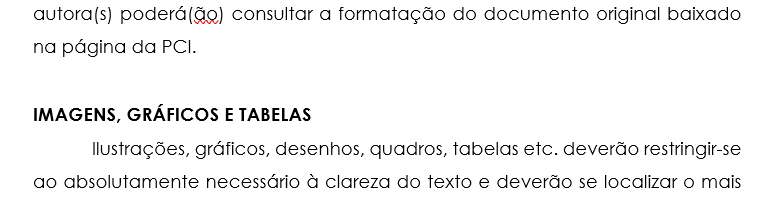 autora(s) poderá(ão) consultar a formatação do documento original baixado
na página da PCI.
IMAGENS, GRÁFICOS E TABELAS
Ilustrações, gráficos, desenhos, quadros, tabelas etc. deverão restringir-se
ao absolutamente necessário à clareza do texto e deverão se localizar o mais